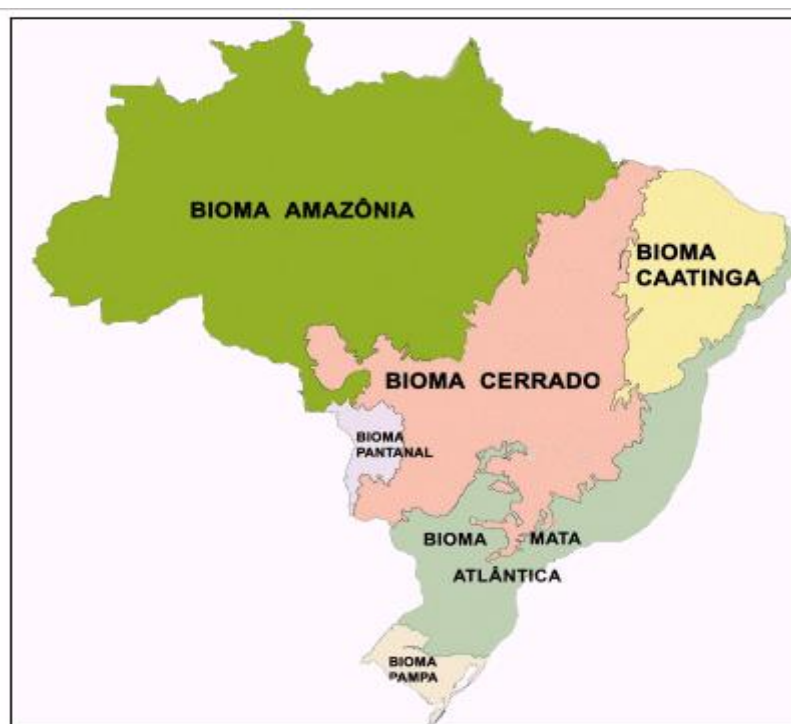 BIOMA AMAZÔNIA
BIOMA
CAATINGA
BIOMA CERRADO
BIOMA
PANTANAL
BIOMA MATA
ATLÂNTICA
BIOMA
PAMPA